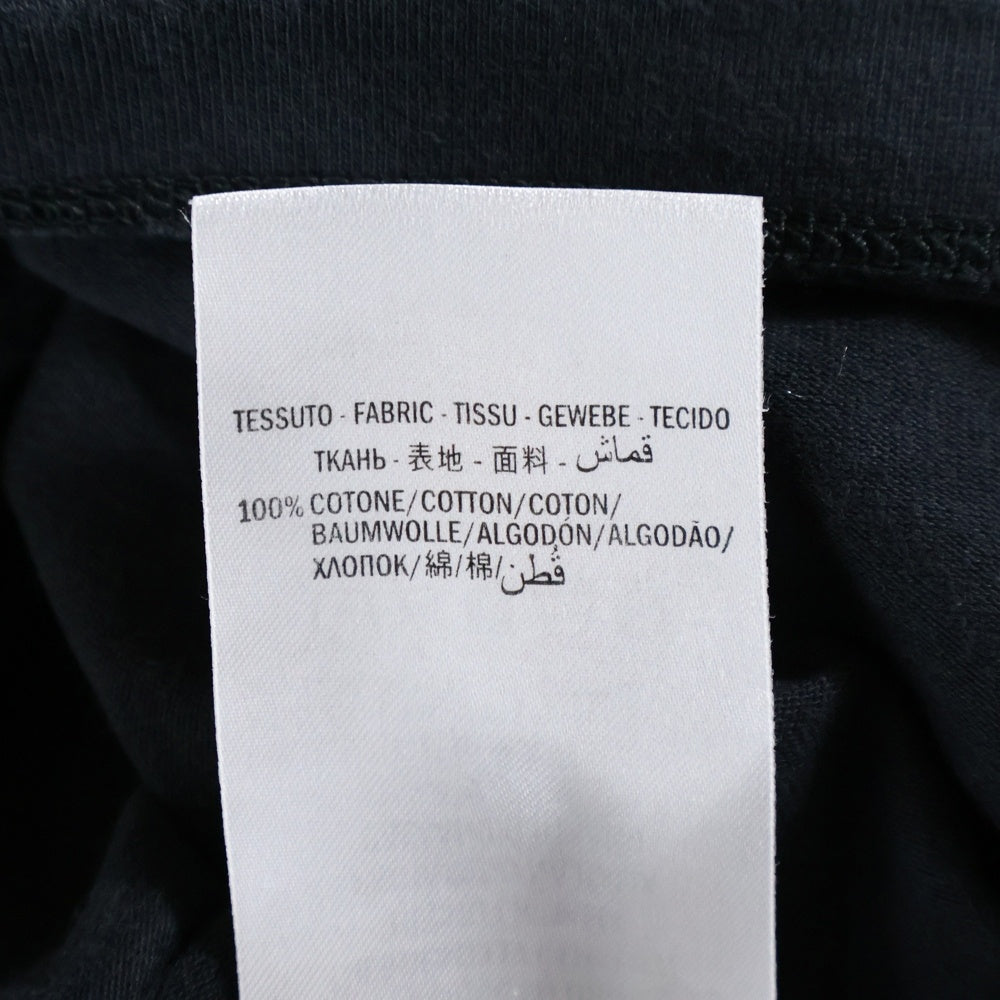 TESSUTO - FABRIC - TISSU - GEWEBE - TECIDO
ТКАНЬ - 表地 - 面料 - قماش
100% COTONE/COTTON/COTON/
BAUMWOLLE/ALGODÓN/ALGODÃO/
ХЛОПОК/綿/棉/قُطن